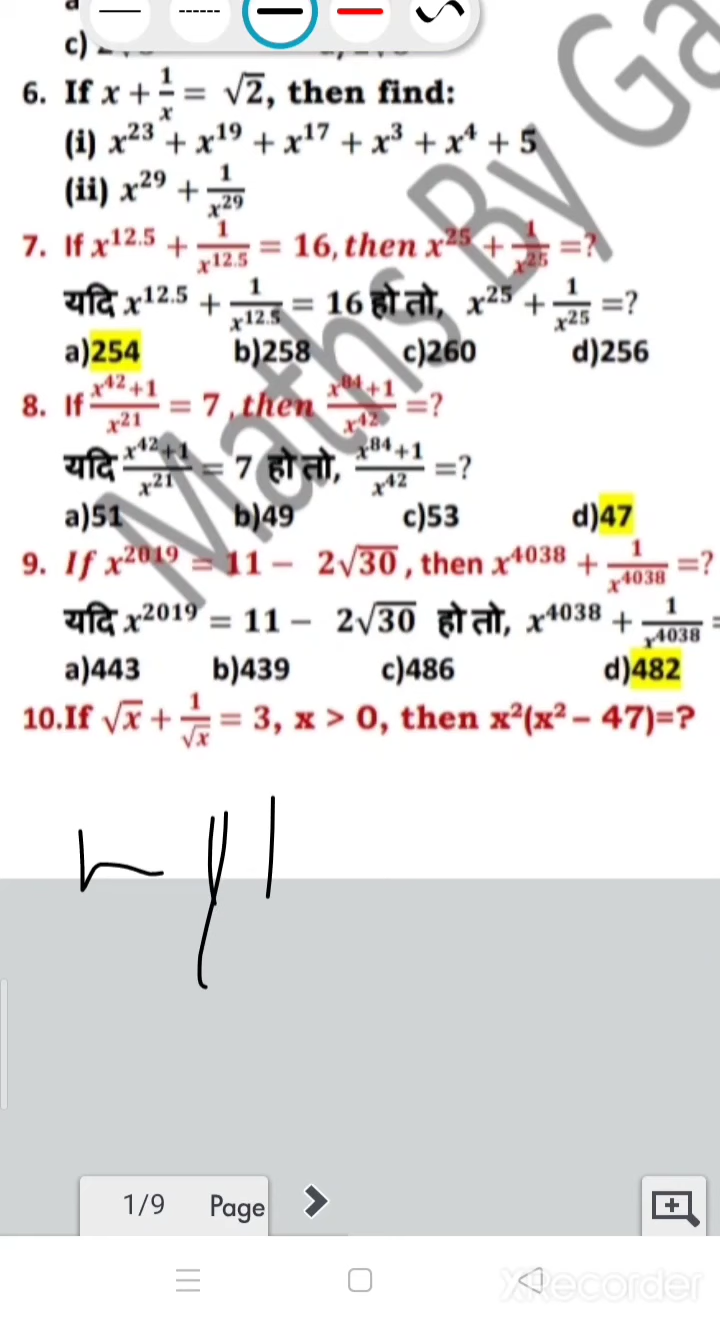 c)
6. If x + 1/x = √2, then find:
(i) x²³ + x¹⁹ + x¹⁷ + x³ + x⁴ + 5
(ii) x²⁹ + 1/x²⁹
7. If x¹²·⁵ + 1/x¹²·⁵ = 16, then x²⁵ + 1/x²⁵ =?
यदि x¹²·⁵ + 1/x¹²·⁵ = 16 हो तो, x²⁵ + 1/x²⁵ =?
a)254 b)258 c)260 d)256
8. If x⁴²+1/x²¹ = 7 , then x⁸⁴+1/x⁴² =?
यदि x⁴²+1/x²¹ = 7 हो तो, x⁸⁴+1/x⁴² =?
a)51 b)49 c)53 d)47
9. If x²⁰¹⁹ = 11 − 2√30 , then x⁴⁰³⁸ + 1/x⁴⁰³⁸ =?
यदि x²⁰¹⁹ = 11 − 2√30 हो तो, x⁴⁰³⁸ + 1/x⁴⁰³⁸ =
a)443 b)439 c)486 d)482
10.If √x + 1/√x = 3, x > 0, then x²(x² − 47)=?
Maths By Ga
1/9 Page
XRecorder